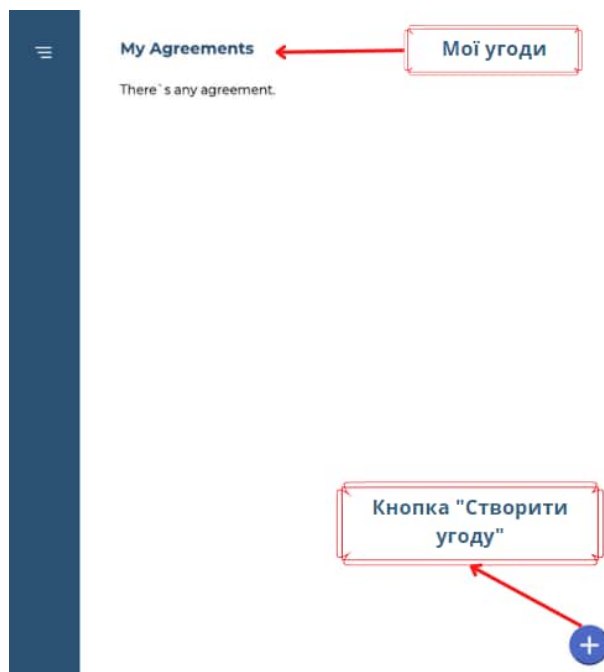 My Agreements
Мої угоди
There`s any agreement.
Кнопка "Створити
угоду"